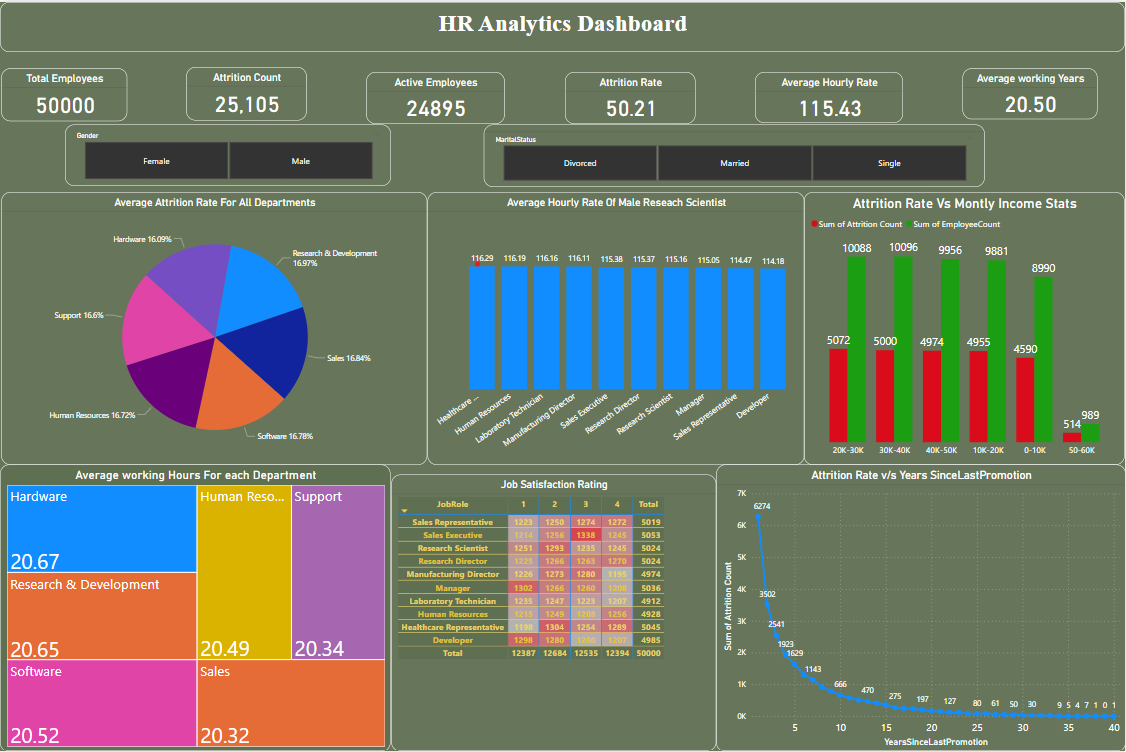 HR Analytics Dashboard
Total Employees
50000
Attrition Count
25,105
Active Employees
24895
Attrition Rate
50.21
Average Hourly Rate
115.43
Average working Years
20.50
Gender
Female
Male
MaritalStatus
Divorced
Married
Single
Average Attrition Rate For All Departments
Hardware 16.09%
Research & Development
16.97%
Support 16.6%
Sales 16.84%
Human Resources 16.72%
Software 16.78%
Average Hourly Rate Of Male Reseach Scientist
116.29 116.19 116.16 116.11 115.38 115.37 115.16 115.05 114.47 114.18
Healthcare ...
Human Resources
Laboratory Technician
Manufacturing Director
Sales Executive
Research Director
Research Scientist
Manager
Sales Representative
Developer
Attrition Rate Vs Montly Income Stats
Sum of Attrition Count Sum of EmployeeCount
10088 10096 9956 9881 8990
5072 5000 4974 4955 4590
514 989
20K-30K 30K-40K 40K-50K 10K-20K 0-10K 50-60K
Average working Hours For each Department
Hardware
20.67
Research & Development
20.65
Software
20.52
Human Reso...
20.49
Support
20.34
Sales
20.32
Job Satisfaction Rating
JobRole 1 2 3 4 Total
Sales Representative 1223 1250 1274 1272 5019
Sales Executive 1214 1256 1338 1245 5053
Research Scientist 1251 1293 1235 1245 5024
Research Director 1223 1266 1265 1270 5024
Manufacturing Director 1226 1273 1280 1195 4974
Manager 1302 1266 1260 1208 5036
Laboratory Technician 1235 1247 1223 1207 4912
Human Resources 1215 1249 1208 1256 4928
Healthcare Representative 1198 1304 1254 1289 5045
Developer 1298 1280 1207 4985
Total 12387 12684 12535 12394 50000
Attrition Rate v/s Years SinceLastPromotion
Sum of Attrition Count
7K
6K
5K
4K
3K
2K
1K
0K
6274
3502
2541
1923
1629
1143
666
470
275
197
127
80
61
50
30
9 5 4 7 1 0 1
5 10 15 20 25 30 35 40
YearsSinceLastPromotion